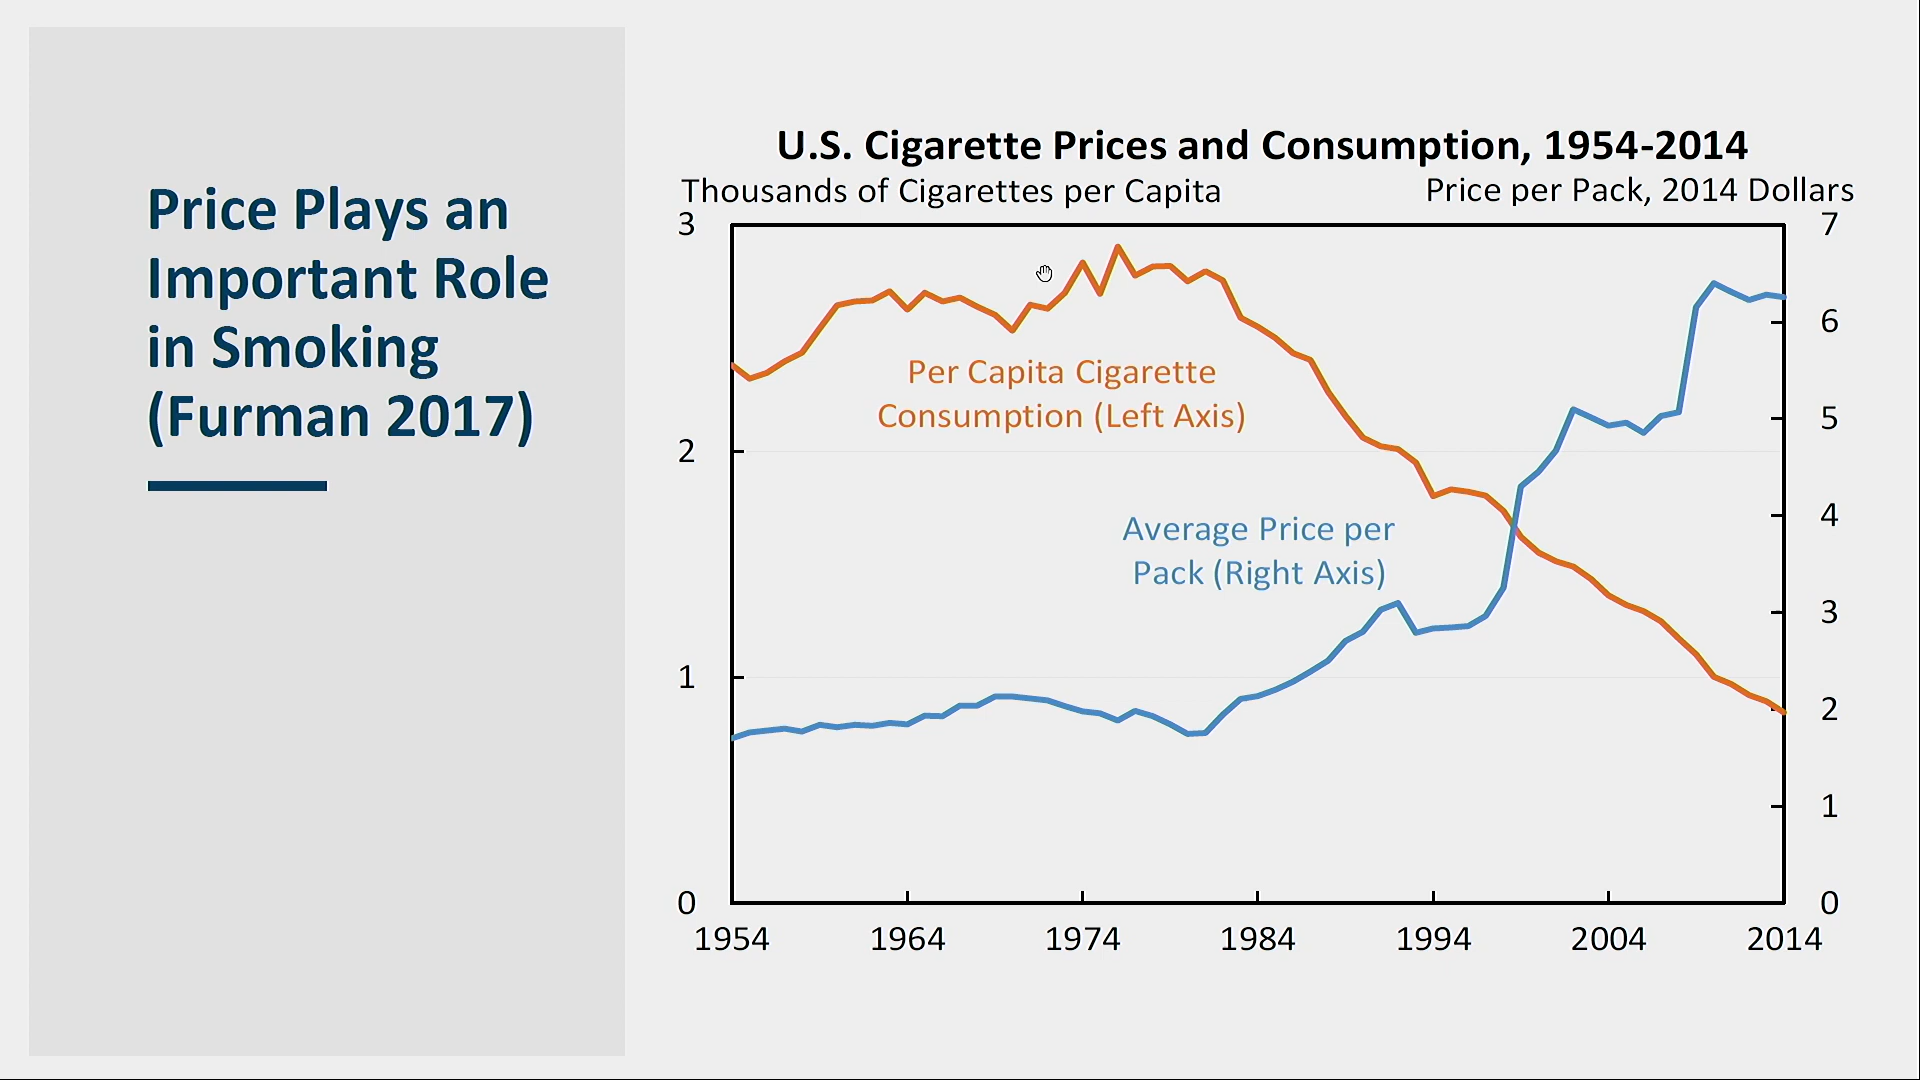 Price Plays an
Important Role
in Smoking
(Furman 2017)
U.S. Cigarette Prices and Consumption, 1954-2014
Thousands of Cigarettes per Capita
Price per Pack, 2014 Dollars
3
2
1
0
7
6
5
4
3
2
1
0
Per Capita Cigarette
Consumption (Left Axis)
Average Price per
Pack (Right Axis)
1954 1964 1974 1984 1994 2004 2014